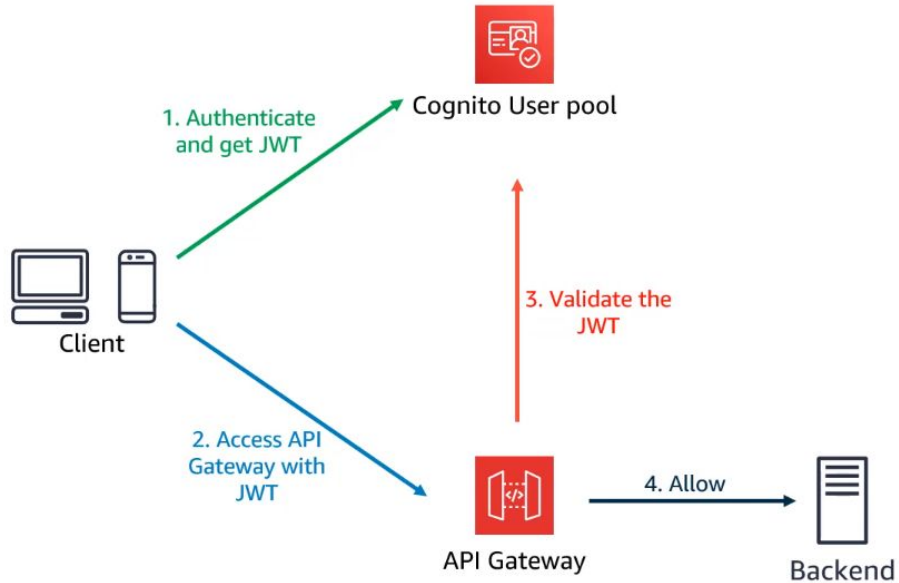 Cognito User pool
1. Authenticate
and get JWT
3. Validate the
JWT
Client
2. Access API
Gateway with
JWT
</>
4. Allow
API Gateway
Backend